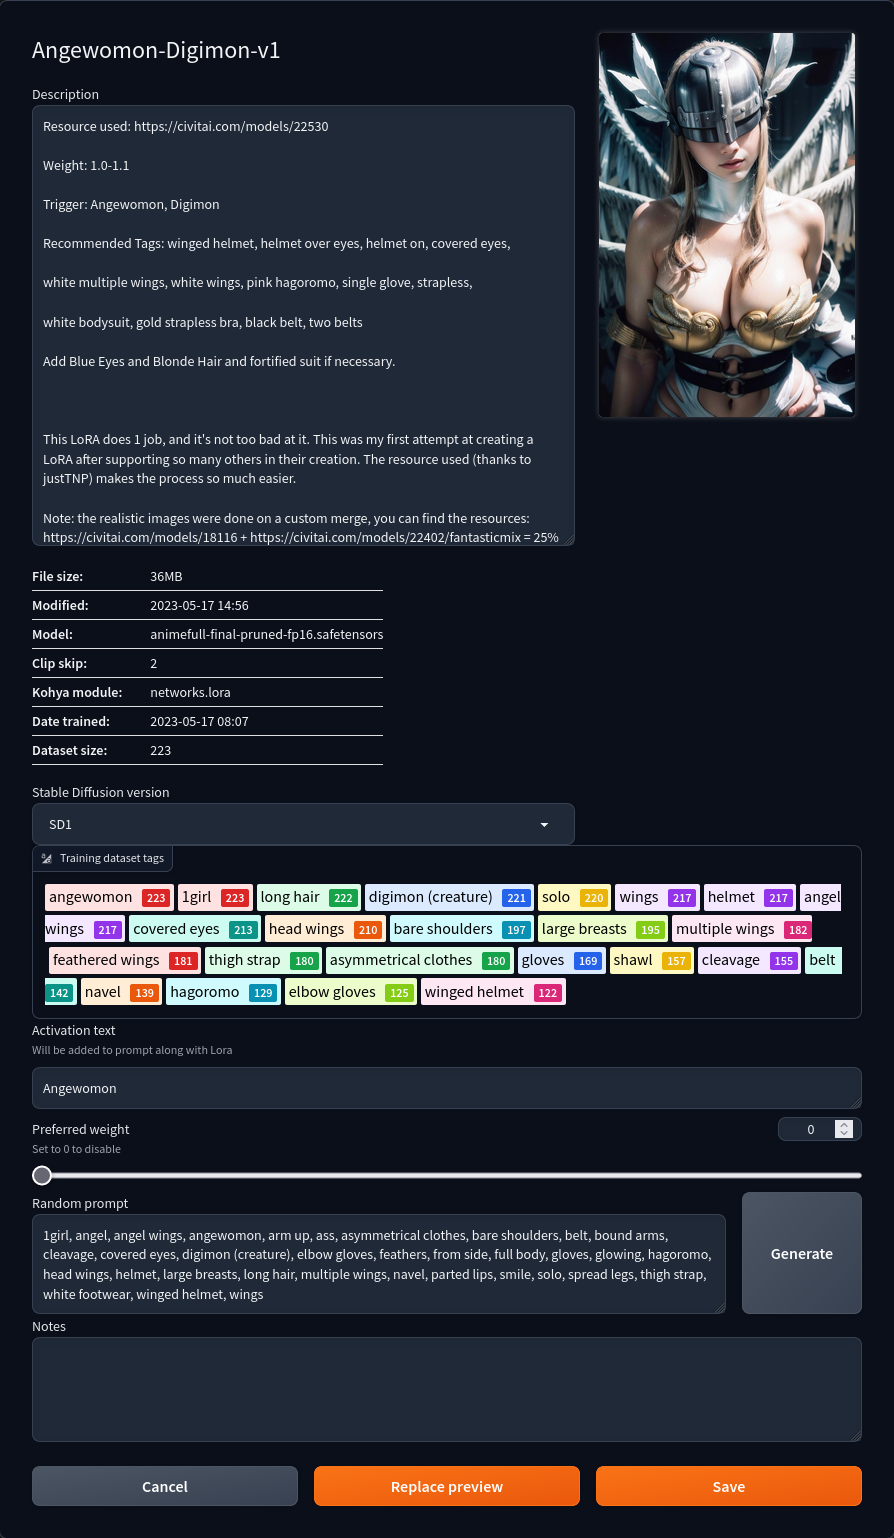 Angewomon-Digimon-v1
Description
Resource used: https://civitai.com/models/22530
Weight: 1.0-1.1
Trigger: Angewomon, Digimon
Recommended Tags: winged helmet, helmet over eyes, helmet on, covered eyes,
white multiple wings, white wings, pink hagoromo, single glove, strapless,
white bodysuit, gold strapless bra, black belt, two belts
Add Blue Eyes and Blonde Hair and fortified suit if necessary.
This LoRA does 1 job, and it's not too bad at it. This was my first attempt at creating a
LoRA after supporting so many others in their creation. The resource used (thanks to
justTNP) makes the process so much easier.
Note: the realistic images were done on a custom merge, you can find the resources:
https://civitai.com/models/18116 + https://civitai.com/models/22402/fantasticmix = 25%
File size: 36MB
Modified: 2023-05-17 14:56
Model: animefull-final-pruned-fp16.safetensors
Clip skip: 2
Kohya module: networks.lora
Date trained: 2023-05-17 08:07
Dataset size: 223
Stable Diffusion version
SD1
Training dataset tags
angewomon 223 1girl 223 long hair 222 digimon (creature) 221 solo 220 wings 217 helmet 217 angel
wings 217 covered eyes 213 head wings 210 bare shoulders 197 large breasts 195 multiple wings 182
feathered wings 181 thigh strap 180 asymmetrical clothes 180 gloves 169 shawl 157 cleavage 155 belt
142 navel 139 hagoromo 129 elbow gloves 125 winged helmet 122
Activation text
Will be added to prompt along with Lora
Angewomon
Preferred weight 0
Set to 0 to disable
Random prompt
1girl, angel, angel wings, angewomon, arm up, ass, asymmetrical clothes, bare shoulders, belt, bound arms,
cleavage, covered eyes, digimon (creature), elbow gloves, feathers, from side, full body, gloves, glowing, hagoromo,
head wings, helmet, large breasts, long hair, multiple wings, navel, parted lips, smile, solo, spread legs, thigh strap,
white footwear, winged helmet, wings
Generate
Notes
Cancel Replace preview Save